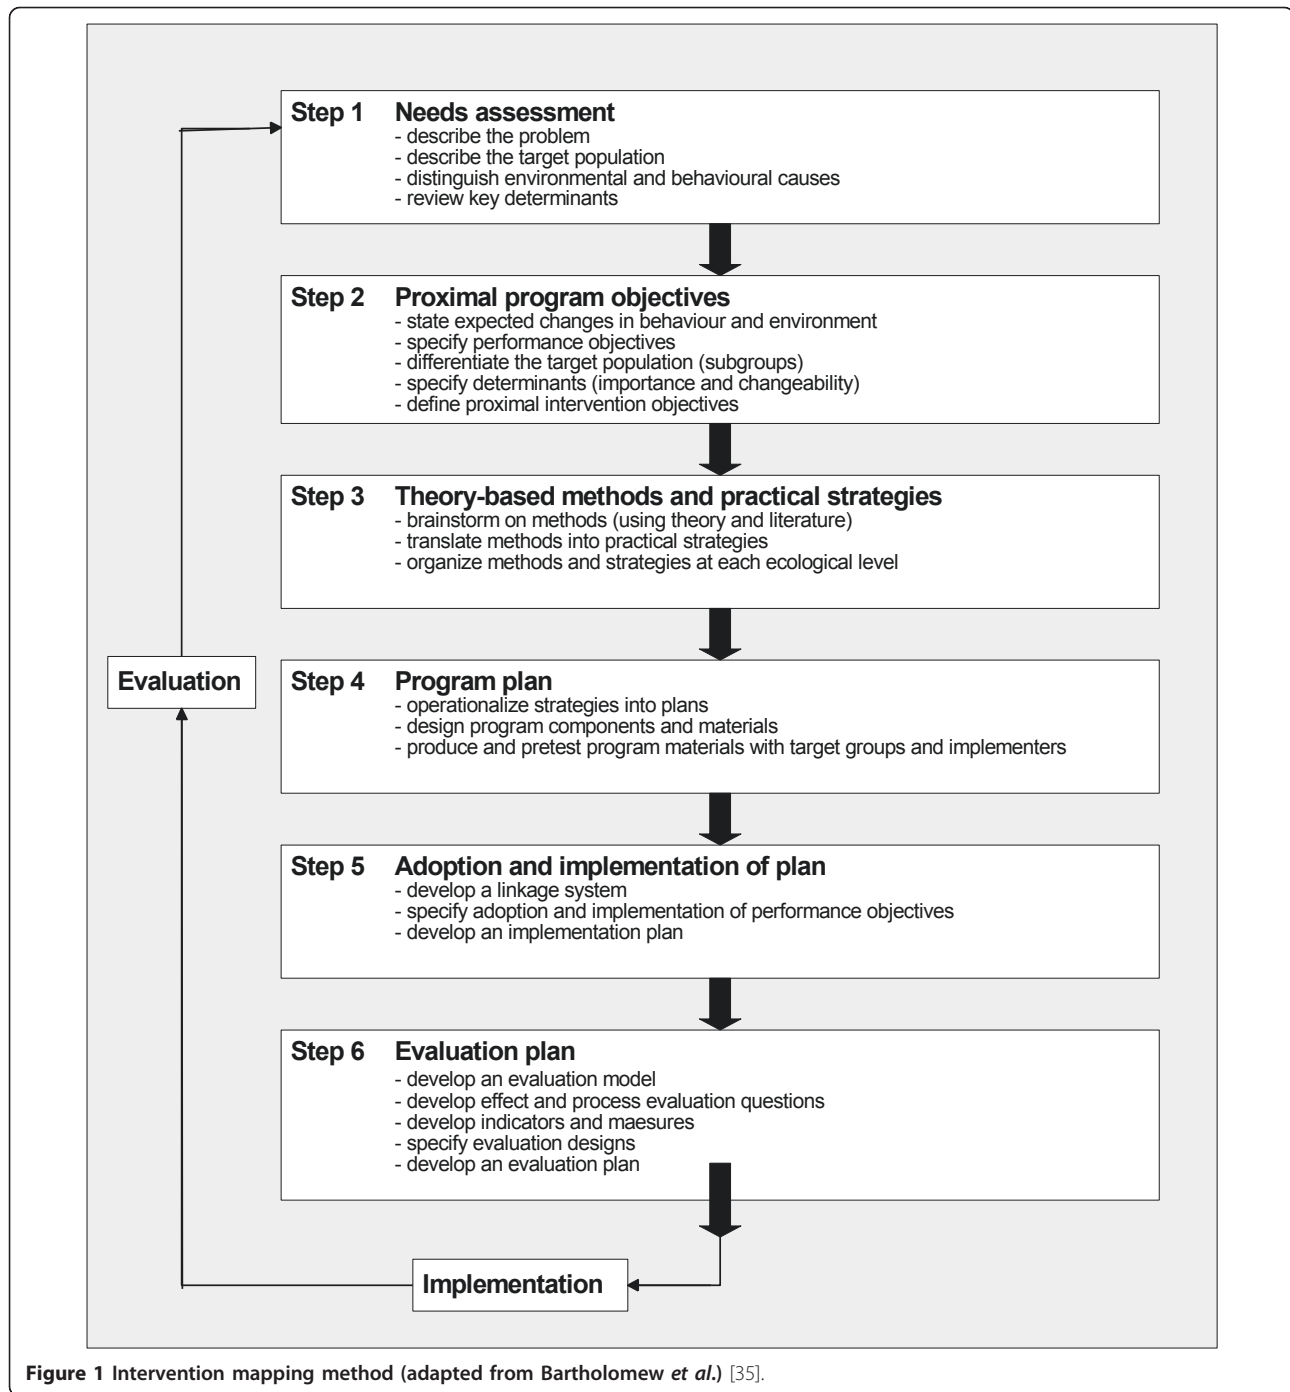 Step 1 Needs assessment
- describe the problem
- describe the target population
- distinguish environmental and behavioural causes
- review key determinants
Step 2 Proximal program objectives
- state expected changes in behaviour and environment
- specify performance objectives
- differentiate the target population (subgroups)
- specify determinants (importance and changeability)
- define proximal intervention objectives
Step 3 Theory-based methods and practical strategies
- brainstorm on methods (using theory and literature)
- translate methods into practical strategies
- organize methods and strategies at each ecological level
Evaluation
Step 4 Program plan
- operationalize strategies into plans
- design program components and materials
- produce and pretest program materials with target groups and implementers
Step 5 Adoption and implementation of plan
- develop a linkage system
- specify adoption and implementation of performance objectives
- develop an implementation plan
Step 6 Evaluation plan
- develop an evaluation model
- develop effect and process evaluation questions
- develop indicators and maesures
- specify evaluation designs
- develop an evaluation plan
Implementation
Figure 1 Intervention mapping method (adapted from Bartholomew et al.) [35].